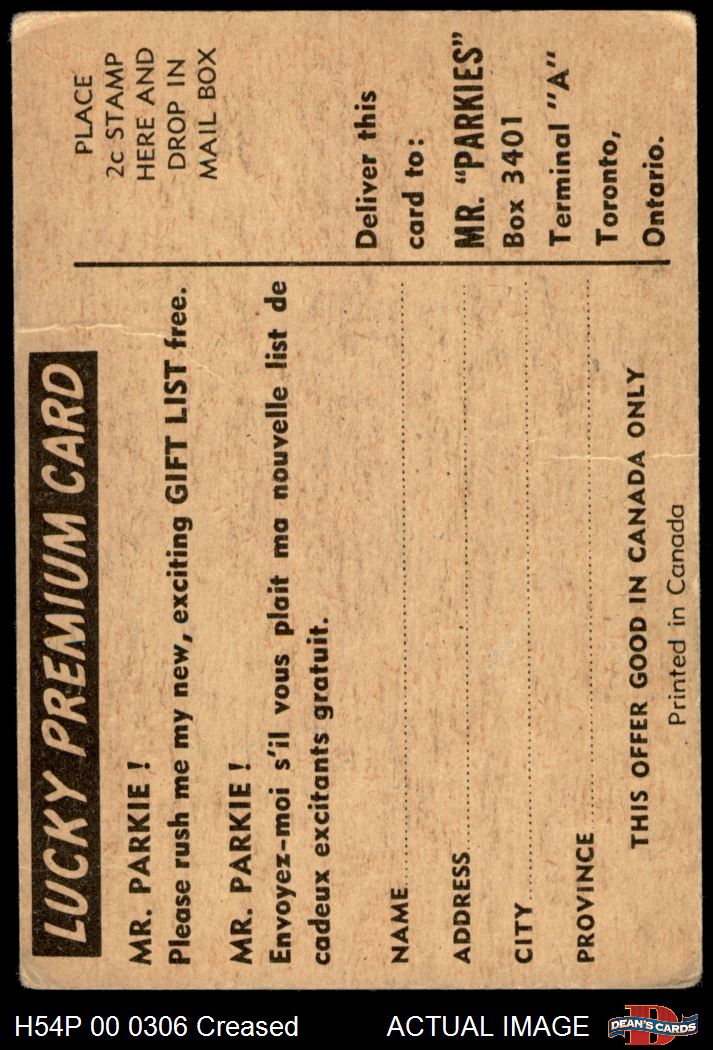 LUCKY PREMIUM CARD
MR. PARKIE !
Please rush me my new, exciting GIFT LIST free.
MR. PARKIE !
Envoyez-moi s'il vous plait ma nouvelle list de
cadeux excitants gratuit.
NAME
ADDRESS
CITY
PROVINCE
THIS OFFER GOOD IN CANADA ONLY
Printed in Canada
PLACE
2c STAMP
HERE AND
DROP IN
MAIL BOX
Deliver this
card to:
MR. "PARKIES"
Box 3401
Terminal "A"
Toronto,
Ontario.
H54P 00 0306 Creased
ACTUAL IMAGE
DEAN'S CARDS